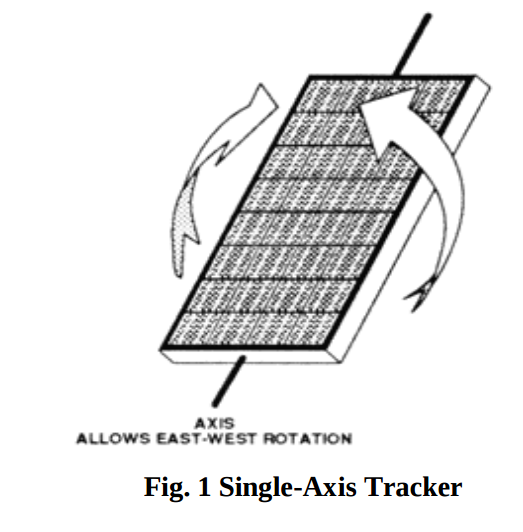 AXIS
ALLOWS EAST-WEST ROTATION
Fig. 1 Single-Axis Tracker